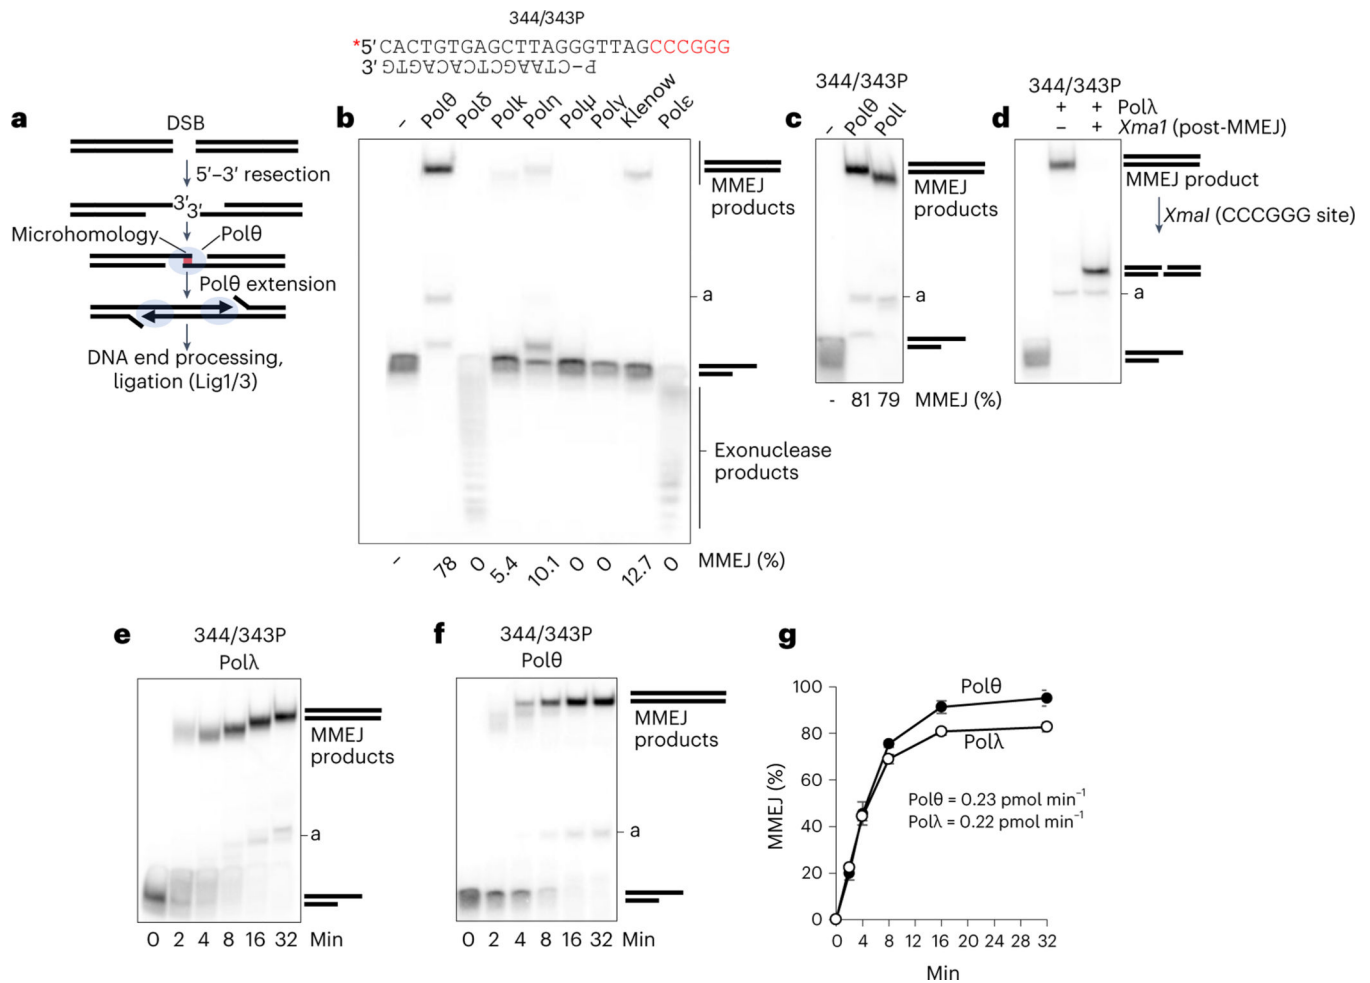 344/343P
*5′CACTGTGAGCTTAGGGTTAGCCCGGG
3′GTGACACTCGAATC–P
a
DSB
5′–3′ resection
3′
3′
Microhomology
Polθ
Polθ extension
DNA end processing,
ligation (Lig1/3)
b
– Polθ Polδ Polk Polη Polμ Polγ Klenow Polε
MMEJ
products
a
Exonuclease
products
– 78 0 5.4 10.1 0 0 12.7 0 MMEJ (%)
c
344/343P
– Polθ Poll
MMEJ
products
a
- 81 79 MMEJ (%)
d
344/343P
+ + Polλ
– + Xma1 (post-MMEJ)
MMEJ product
XmaI (CCCGGG site)
a
e
344/343P
Polλ
MMEJ
products
a
0 2 4 8 16 32 Min
f
344/343P
Polθ
MMEJ
products
a
0 2 4 8 16 32 Min
g
MMEJ (%)
100
80
60
40
20
0
Polθ
Polλ
Polθ = 0.23 pmol min⁻¹
Polλ = 0.22 pmol min⁻¹
0 4 8 12 16 20 24 28 32
Min